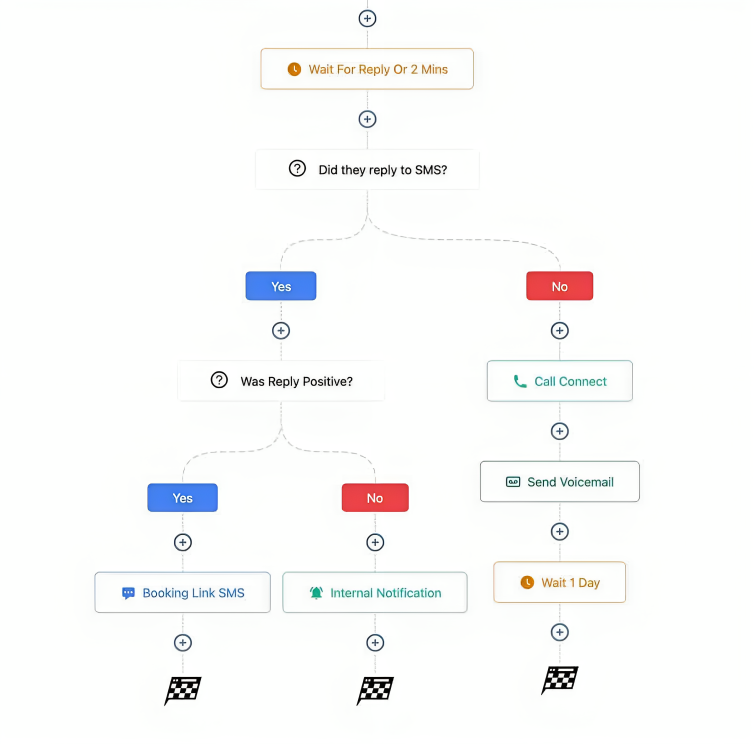 Wait For Reply Or 2 Mins
Did they reply to SMS?
Yes
No
Was Reply Positive?
Call Connect
Send Voicemail
Yes
No
Wait 1 Day
Booking Link SMS
Internal Notification